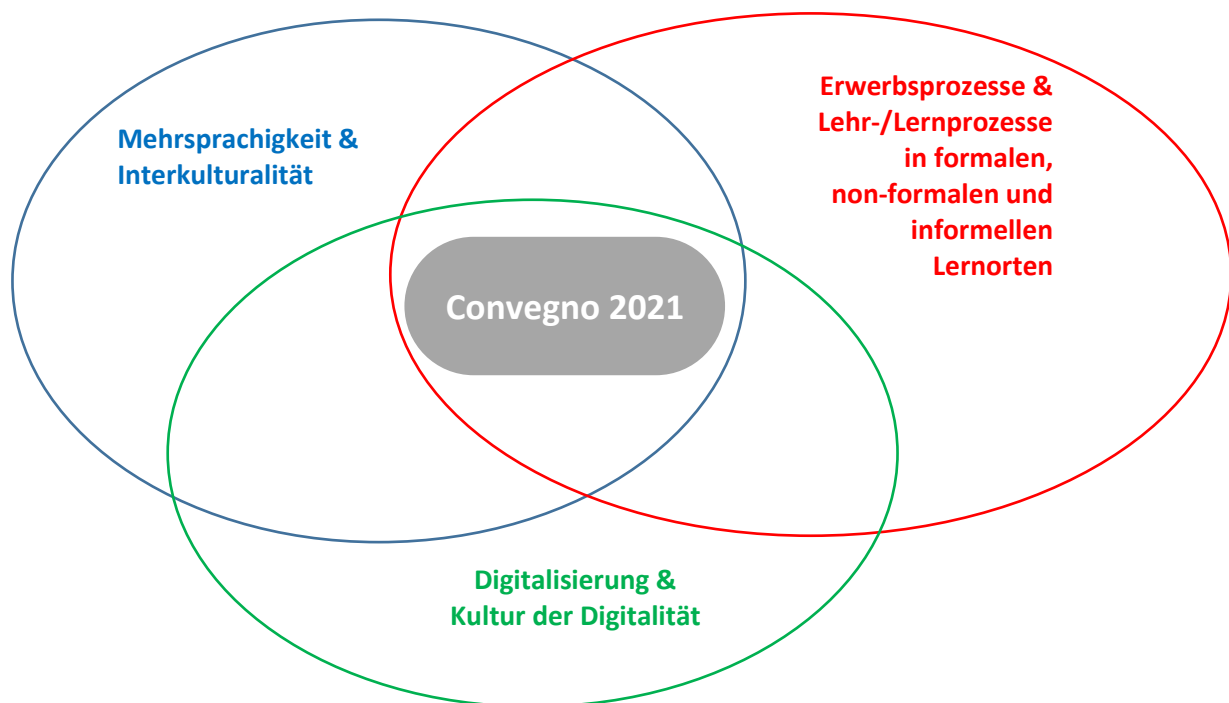 Mehrsprachigkeit &
Interkulturalität
Erwerbsprozesse &
Lehr-/Lernprozesse
in formalen,
non-formalen und
informellen
Lernorten
Convegno 2021
Digitalisierung &
Kultur der Digitalität